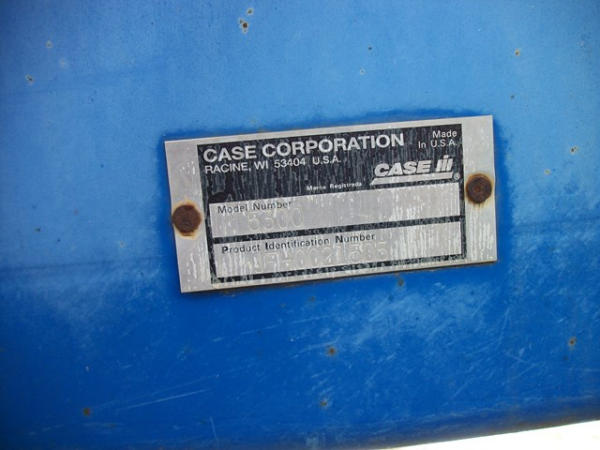 CASE CORPORATION
RACINE, WI 53404 U.S.A.
Made
In U.S.A.
CASE IH
Marca Registrada
Model Number
Product Identification Number